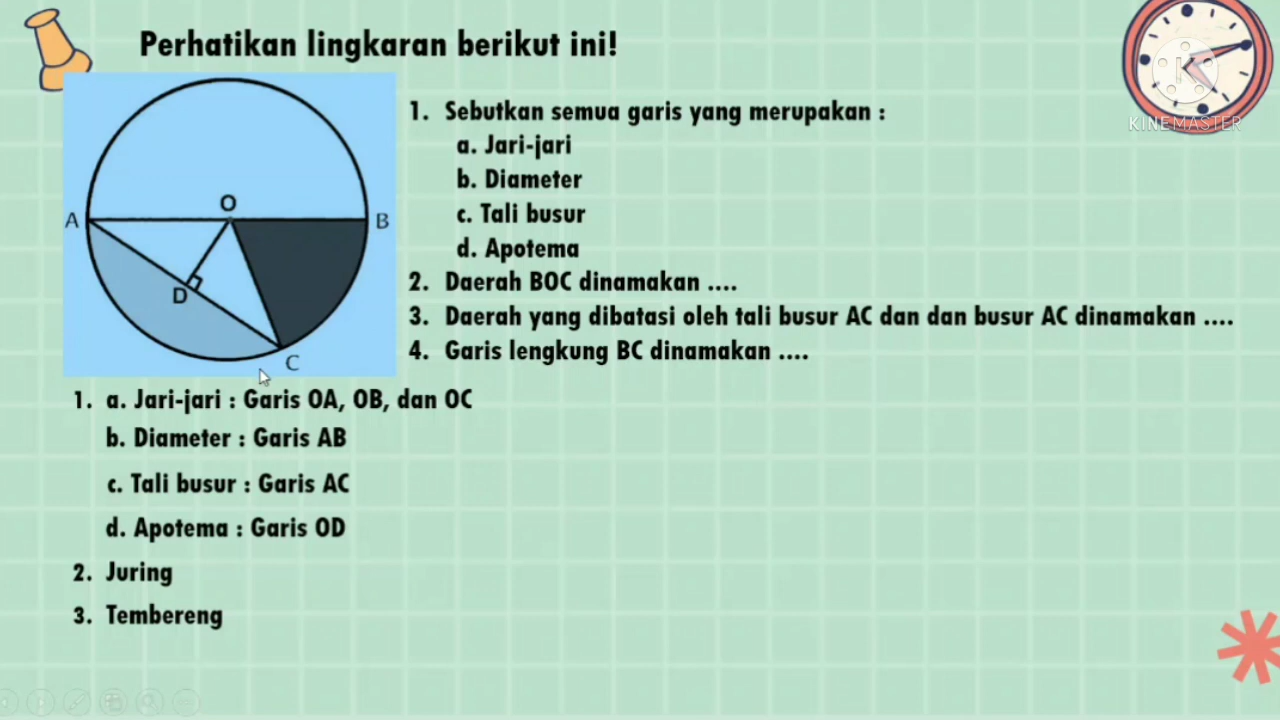 Perhatikan lingkaran berikut ini!
KINEMASTER
O
A
B
D
C
1. Sebutkan semua garis yang merupakan :
a. Jari-jari
b. Diameter
c. Tali busur
d. Apotema
2. Daerah BOC dinamakan ....
3. Daerah yang dibatasi oleh tali busur AC dan dan busur AC dinamakan ....
4. Garis lengkung BC dinamakan ....
1. a. Jari-jari : Garis OA, OB, dan OC
b. Diameter : Garis AB
c. Tali busur : Garis AC
d. Apotema : Garis OD
2. Juring
3. Tembereng